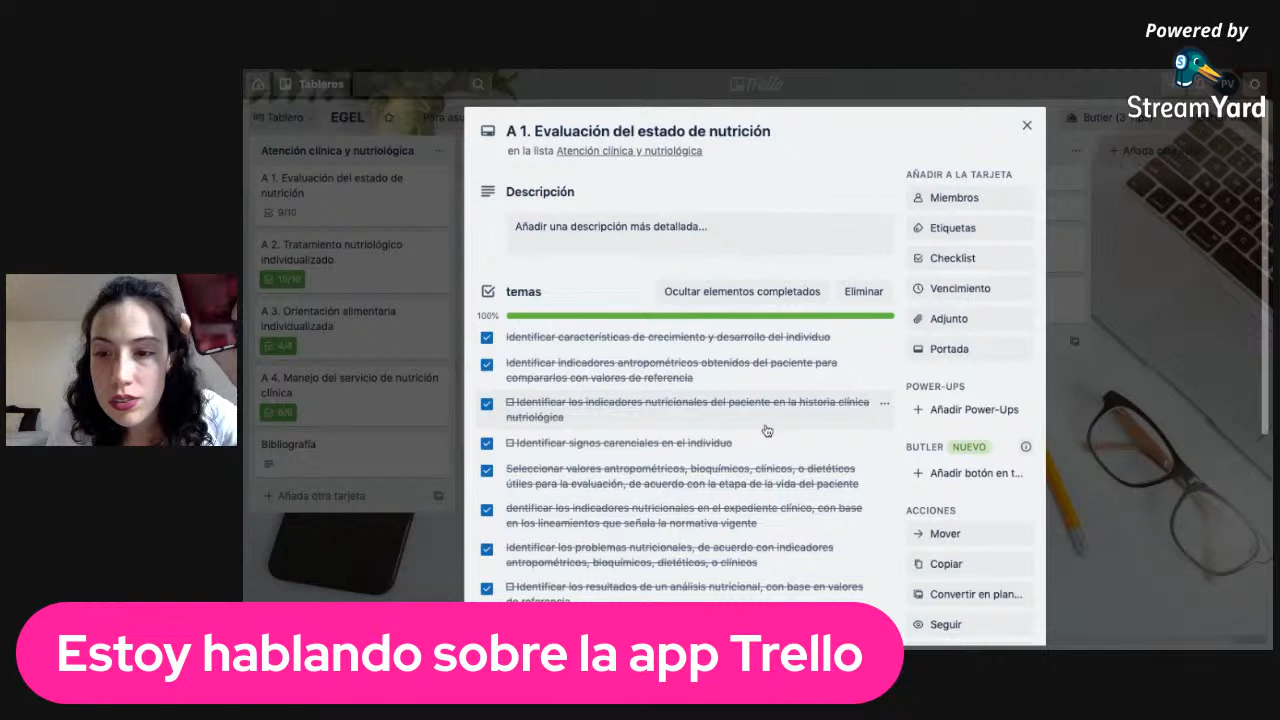 Powered by
StreamYard
Tableros
Trello
PV
Tablero
EGEL
Para
Butler (3 Tips)
Atención clínica y nutriológica
A 1. Evaluación del estado de
nutrición
9/10
A 2. Tratamiento nutriológico
individualizado
10/10
A 3. Orientación alimentaria
individualizada
4/4
A 4. Manejo del servicio de nutrición
clínica
6/6
Bibliografía
+ Añada otra tarjeta
+ Añada
A 1. Evaluación del estado de nutrición
en la lista Atención clínica y nutriológica
Descripción
Añadir una descripción más detallada...
temas
Ocultar elementos completados
Eliminar
100%
Identificar características de crecimiento y desarrollo del individuo
Identificar indicadores antropométricos obtenidos del paciente para
compararlos con valores de referencia
Identificar los indicadores nutricionales del paciente en la historia clínica
nutriológica
Identificar signos carenciales en el individuo
Seleccionar valores antropométricos, bioquímicos, clínicos, o dietéticos
útiles para la evaluación, de acuerdo con la etapa de la vida del paciente
dentificar los indicadores nutricionales en el expediente clínico, con base
en los lineamientos que señala la normativa vigente
Identificar los problemas nutricionales, de acuerdo con indicadores
antropométricos, bioquímicos, dietéticos, o clínicos
Identificar los resultados de un análisis nutricional, con base en valores
de referencia
AÑADIR A LA TARJETA
Miembros
Etiquetas
Checklist
Vencimiento
Adjunto
Portada
POWER-UPS
+ Añadir Power-Ups
BUTLER NUEVO
+ Añadir botón en t...
ACCIONES
Mover
Copiar
Convertir en plan...
Seguir
Estoy hablando sobre la app Trello